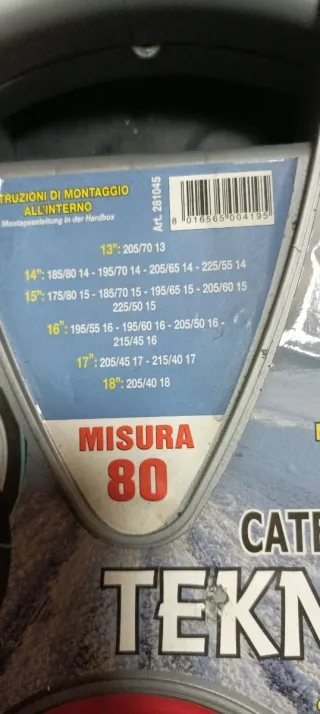 TRUZIONI DI MONTAGGIO
ALL'INTERNO
Montageanleitung in der Hardbox
Art. 281045
8 016565 004195
13": 205/70 13
14": 185/80 14 - 195/70 14 - 205/65 14 - 225/55 14
15": 175/80 15 - 185/70 15 - 195/65 15 - 205/60 15
225/50 15
16": 195/55 16 - 195/60 16 - 205/50 16 -
215/45 16
17": 205/45 17 - 215/40 17
18": 205/40 18
MISURA
80
CATE
TEKN